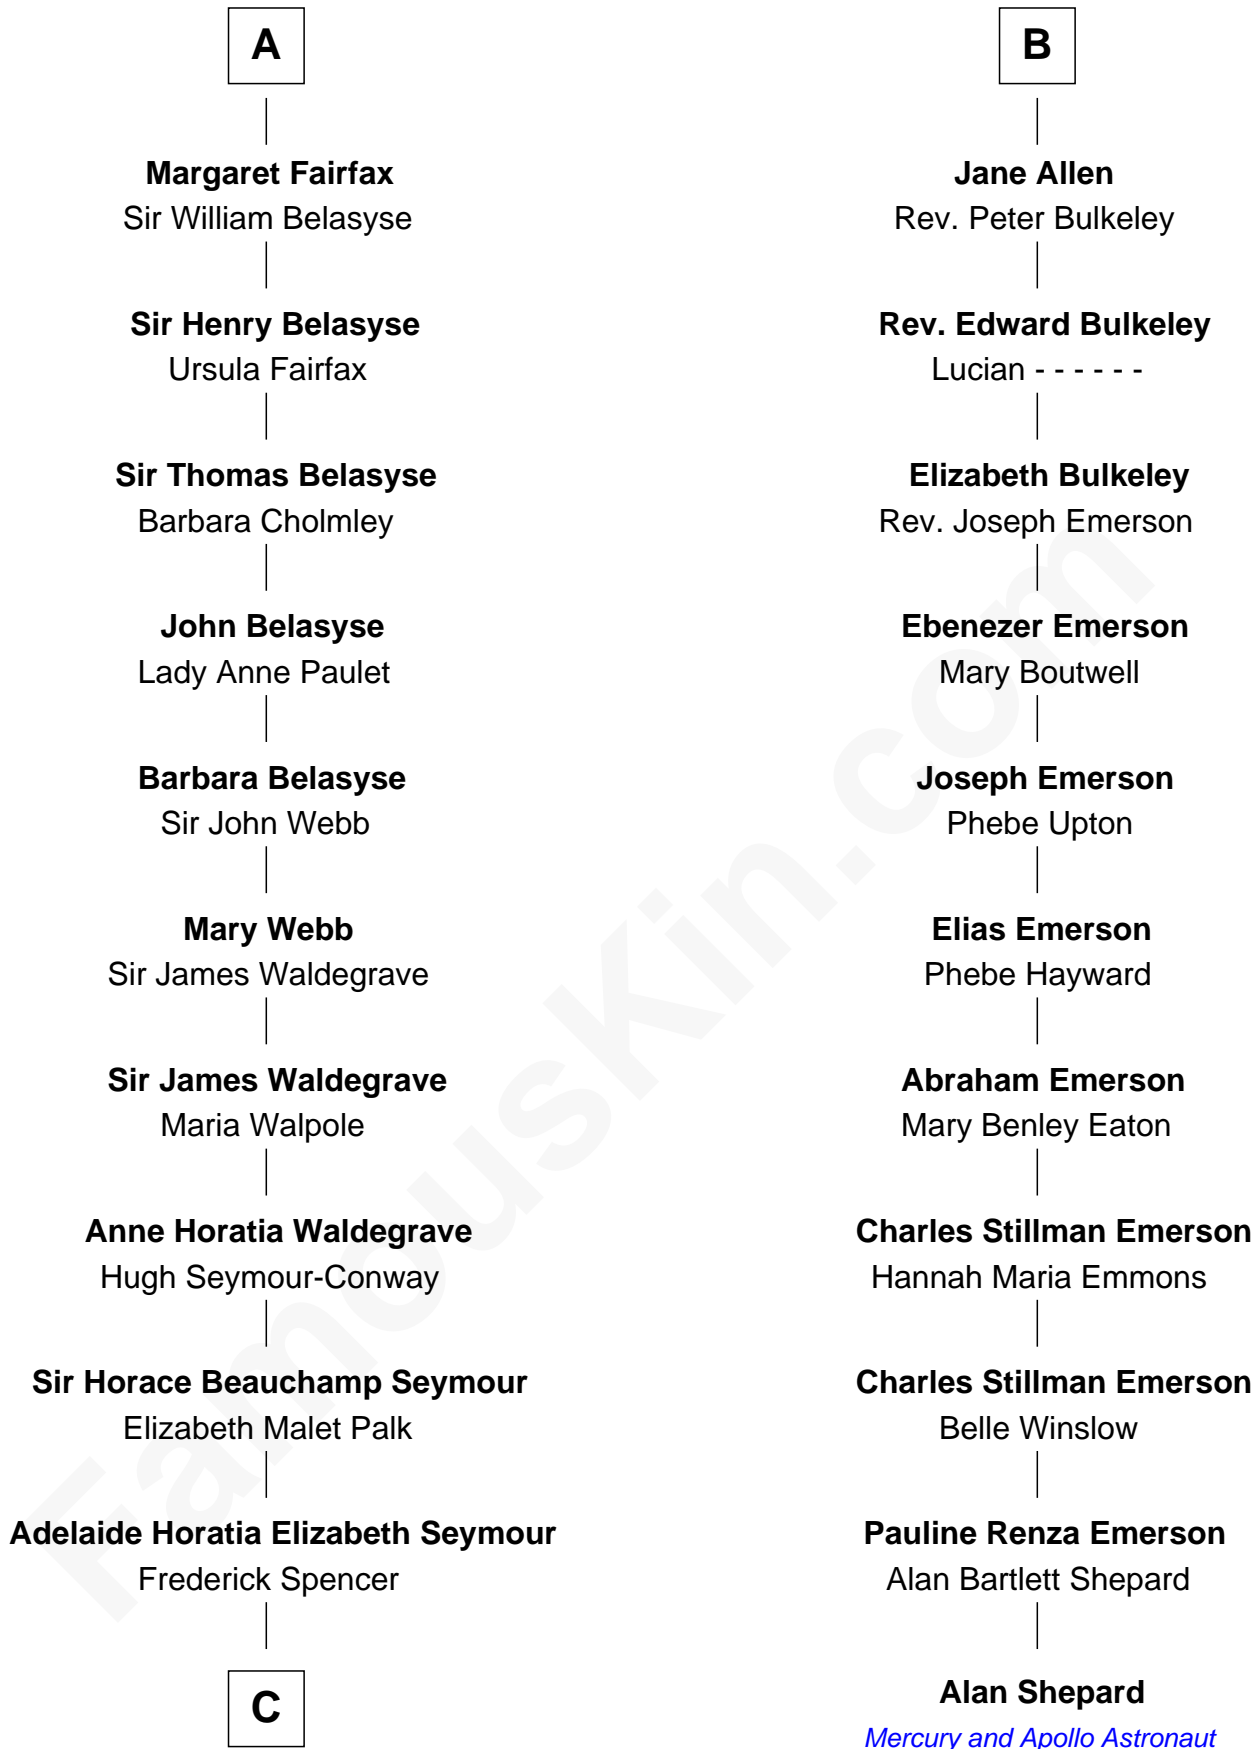 A
Margaret Fairfax
Sir William Belasyse
Sir Henry Belasyse
Ursula Fairfax
Sir Thomas Belasyse
Barbara Cholmley
John Belasyse
Lady Anne Paulet
Barbara Belasyse
Sir John Webb
Mary Webb
Sir James Waldegrave
Sir James Waldegrave
Maria Walpole
Anne Horatia Waldegrave
Hugh Seymour-Conway
Sir Horace Beauchamp Seymour
Elizabeth Malet Palk
Adelaide Horatia Elizabeth Seymour
Frederick Spencer
C
B
Jane Allen
Rev. Peter Bulkeley
Rev. Edward Bulkeley
Lucian - - - - - -
Elizabeth Bulkeley
Rev. Joseph Emerson
Ebenezer Emerson
Mary Boutwell
Joseph Emerson
Phebe Upton
Elias Emerson
Phebe Hayward
Abraham Emerson
Mary Benley Eaton
Charles Stillman Emerson
Hannah Maria Emmons
Charles Stillman Emerson
Belle Winslow
Pauline Renza Emerson
Alan Bartlett Shepard
Alan Shepard
Mercury and Apollo Astronaut
FamousKin.com